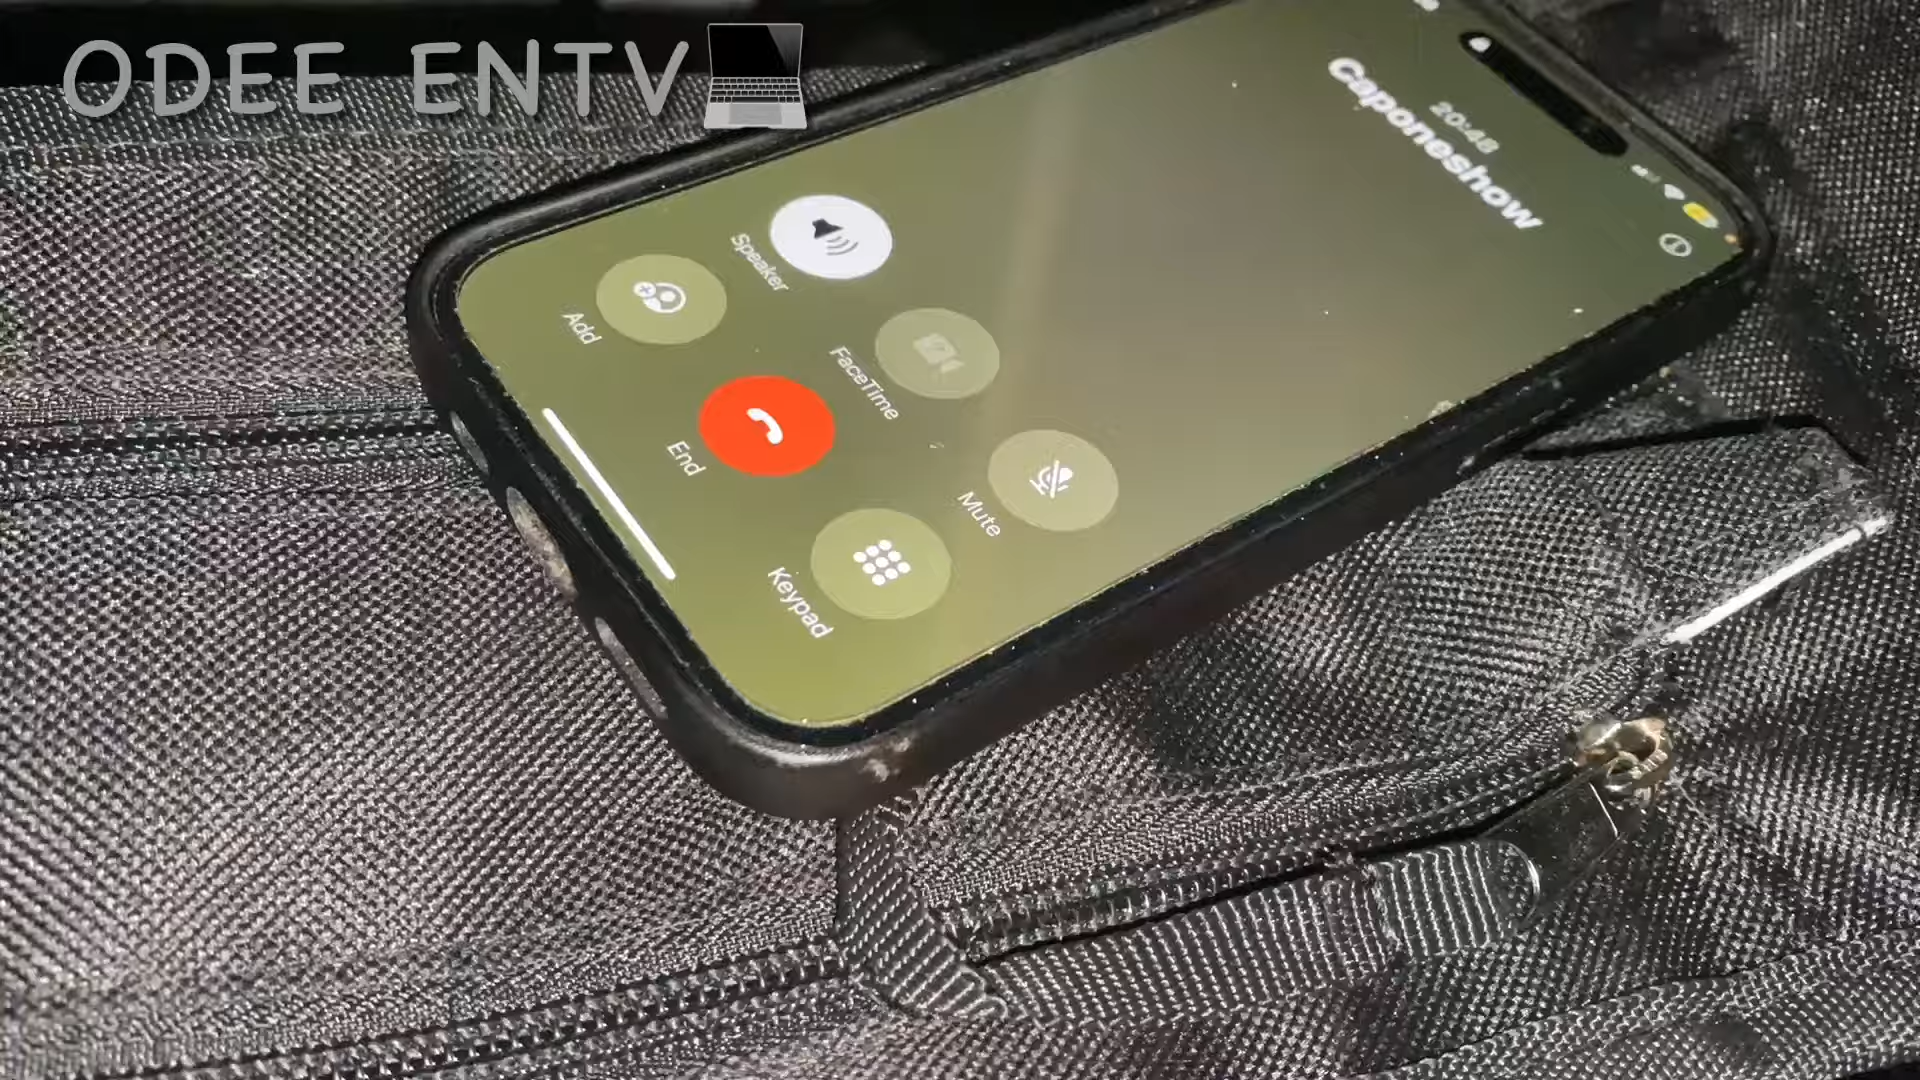 ODEE ENTV
20:48
Caponeshow
Speaker
FaceTime
Mute
Add
End
Keypad